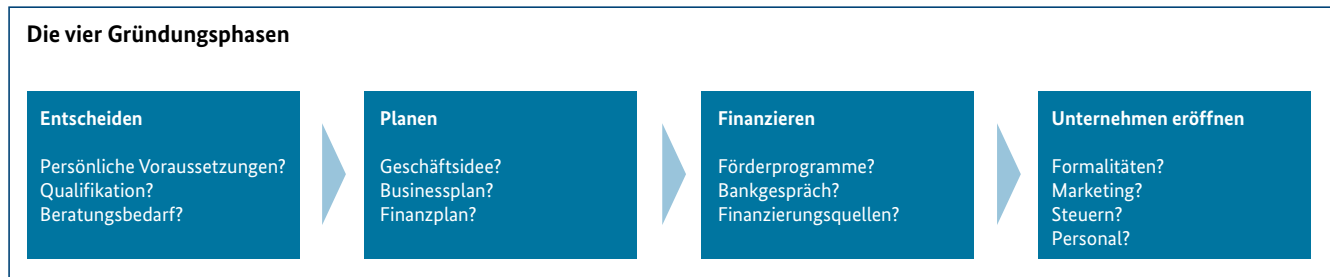 Die vier Gründungsphasen
Entscheiden
Persönliche Voraussetzungen?
Qualifikation?
Beratungsbedarf?
Planen
Geschäftsidee?
Businessplan?
Finanzplan?
Finanzieren
Förderprogramme?
Bankgespräch?
Finanzierungsquellen?
Unternehmen eröffnen
Formalitäten?
Marketing?
Steuern?
Personal?